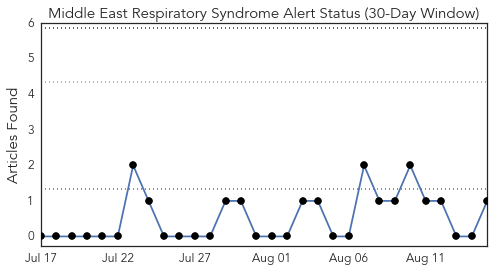 Middle East Respiratory Syndrome Alert Status (30-Day Window)
Articles Found
6
5
4
3
2
1
0
Jul 17 Jul 22 Jul 27 Aug 01 Aug 06 Aug 11